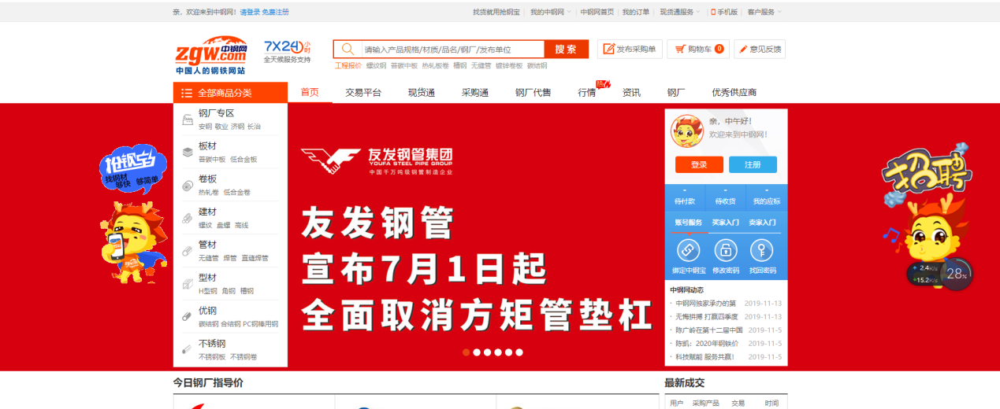 亲，欢迎来到中钢网！请登录 免费注册
找货就用抢钢宝 我的中钢网 中钢网首页 我的订单 现货通服务 手机版 客户服务
zgw中钢网.com
中国人的钢铁网站
7X24小时
全天候服务支持
请输入产品规格/材质/品名/钢厂/发布单位
搜 索
发布采购单
购物车 0
意见反馈
工程报价 螺纹钢 普碳中板 热轧板卷 槽钢 无缝管 镀锌卷板 碳结钢
全部商品分类
首页 交易平台 现货通 采购通 钢厂代售 行情 热 资讯 钢厂 优秀供应商
钢厂专区
安钢 敬业 济钢 长治
板材
普碳中板 低合金板
卷板
热轧卷 低合金卷
建材
螺纹 盘螺 高线
管材
无缝管 焊管 直缝焊管
型材
H型钢 角钢 槽钢
优钢
碳结钢 合结钢 PC钢棒用钢
不锈钢
不锈钢板 不锈钢卷
抢钢宝
找钢材
够快 够简单
友发钢管集团
YOUFA STEEL PIPE GROUP
中国千万吨级钢管制造企业
友发钢管
宣布7月1日起
全面取消方矩管垫杠
亲，中午好！
欢迎来到中钢网！
登录 注册
- - -
待付款 待收货 我的应标
账号服务 买家入门 卖家入门
绑定中钢宝 修改密码 找回密码
中钢网动态
· 中钢网独家承办的第 2019-11-13
· 无悔拼搏 打赢四季度 2019-11-13
· 陈广岭在第十二届中国 2019-11-5
· 陈凯：2020年钢铁价 2019-11-5
· 科技赋能 服务共赢！ 2019-11-5
招聘
2.4K/s
15.2K/s
28%
今日钢厂指导价
最新成交
用户 采购产品 交易 时间